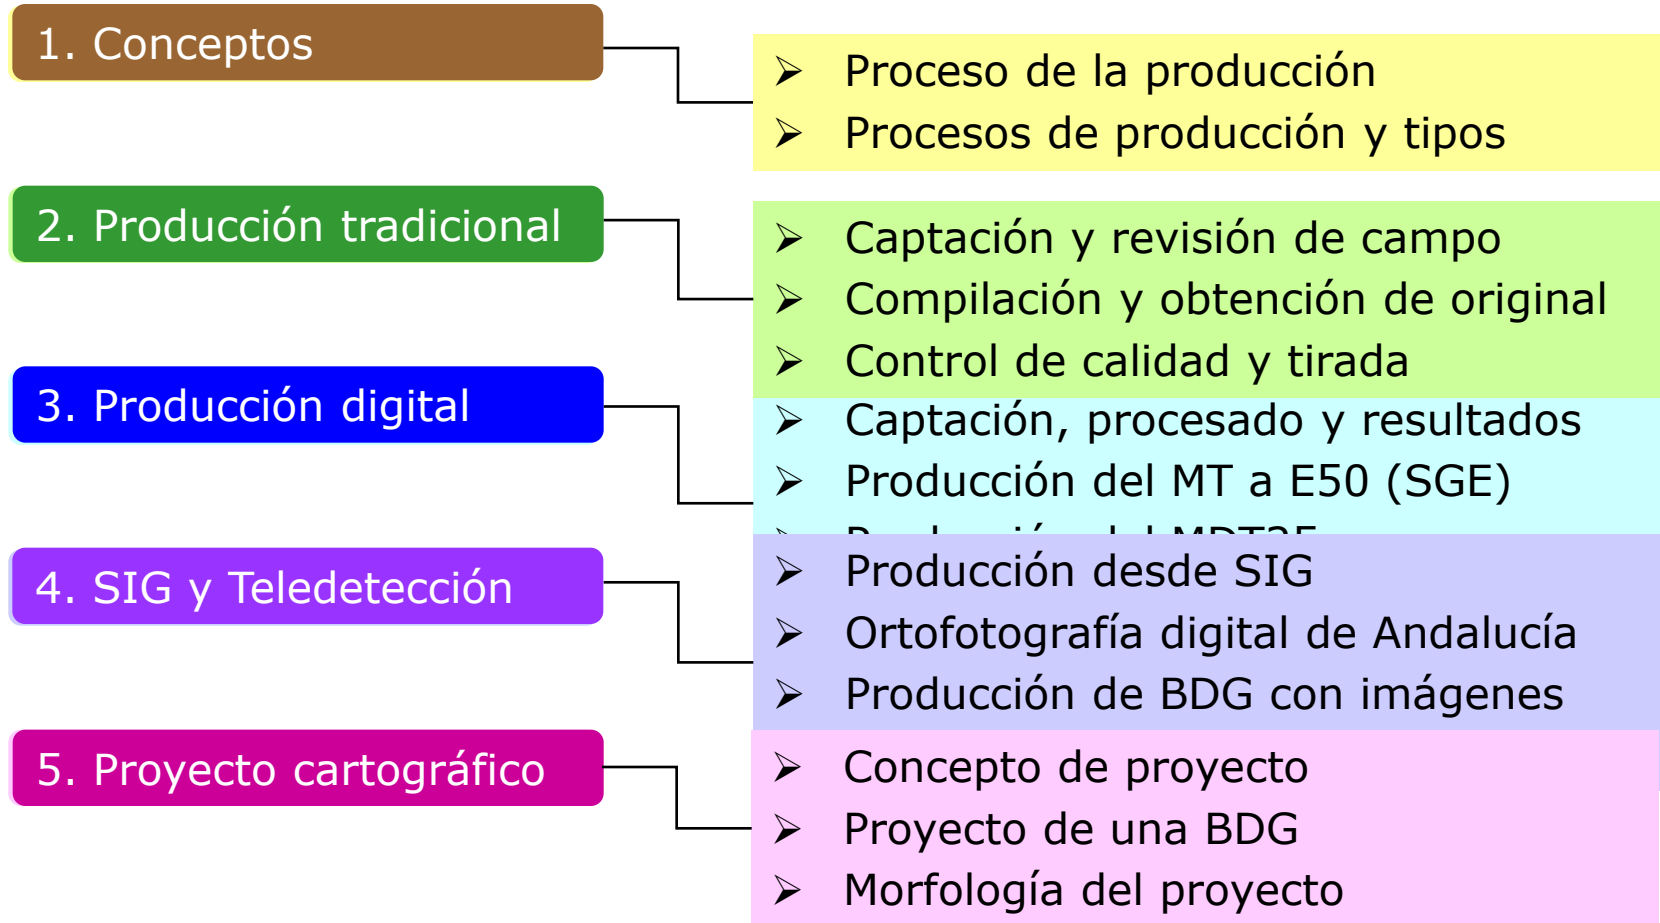 1. Conceptos
➢ Proceso de la producción
➢ Procesos de producción y tipos
2. Producción tradicional
➢ Captación y revisión de campo
➢ Compilación y obtención de original
➢ Control de calidad y tirada
3. Producción digital
➢ Captación, procesado y resultados
➢ Producción del MT a E50 (SGE)
➢ Producción del
4. SIG y Teledetección
➢ Producción desde SIG
➢ Ortofotografía digital de Andalucía
➢ Producción de BDG con imágenes
5. Proyecto cartográfico
➢ Concepto de proyecto
➢ Proyecto de una BDG
➢ Morfología del proyecto